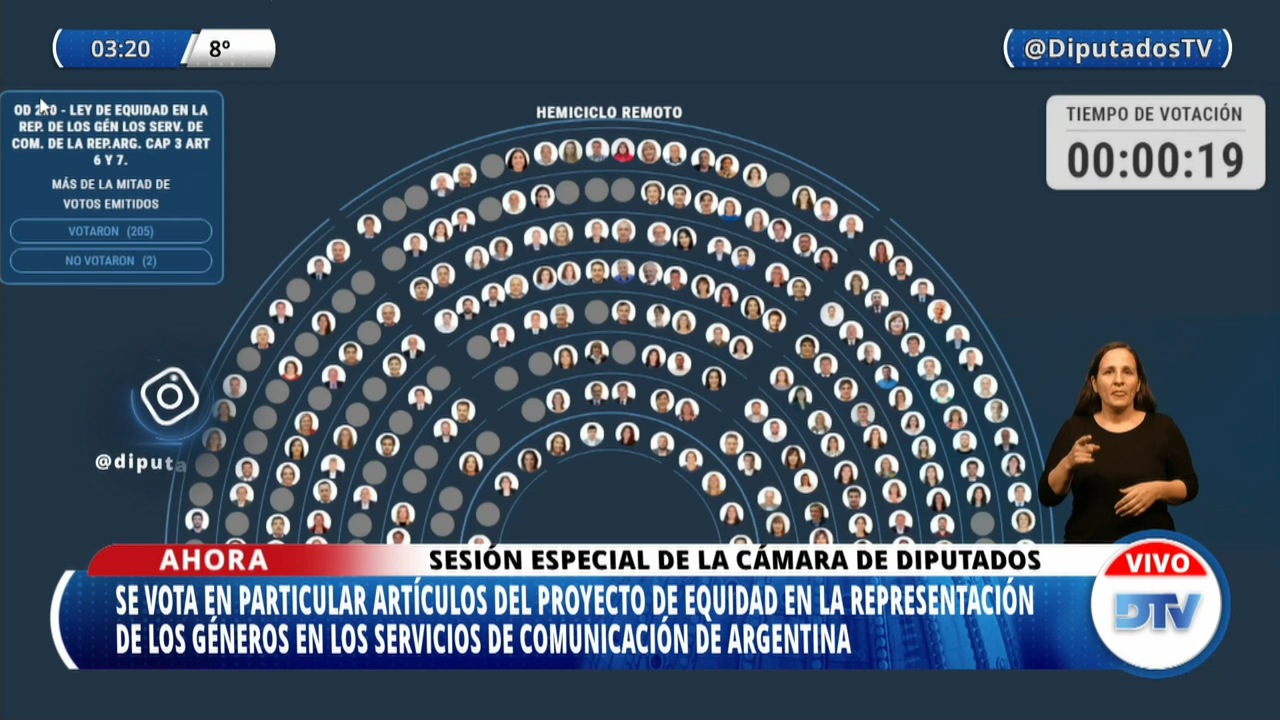 03:20
8º
@DiputadosTV
OD 2 0 - LEY DE EQUIDAD EN LA
REP. DE LOS GÉN LOS SERV. DE
COM. DE LA REP.ARG. CAP 3 ART
6 Y 7.
MÁS DE LA MITAD DE
VOTOS EMITIDOS
VOTARON (205)
NO VOTARON (2)
HEMICICLO REMOTO
TIEMPO DE VOTACIÓN
00:00:19
@diputa
AHORA
SESIÓN ESPECIAL DE LA CÁMARA DE DIPUTADOS
SE VOTA EN PARTICULAR ARTÍCULOS DEL PROYECTO DE EQUIDAD EN LA REPRESENTACIÓN
DE LOS GÉNEROS EN LOS SERVICIOS DE COMUNICACIÓN DE ARGENTINA
VIVO
DTV